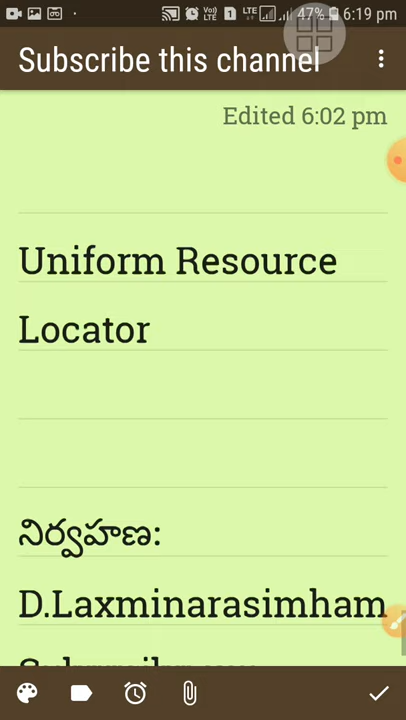 47% 6:19 pm
Subscribe this channel
Edited 6:02 pm
Uniform Resource
Locator
నిర్వహణ:
D.Laxminarasimham